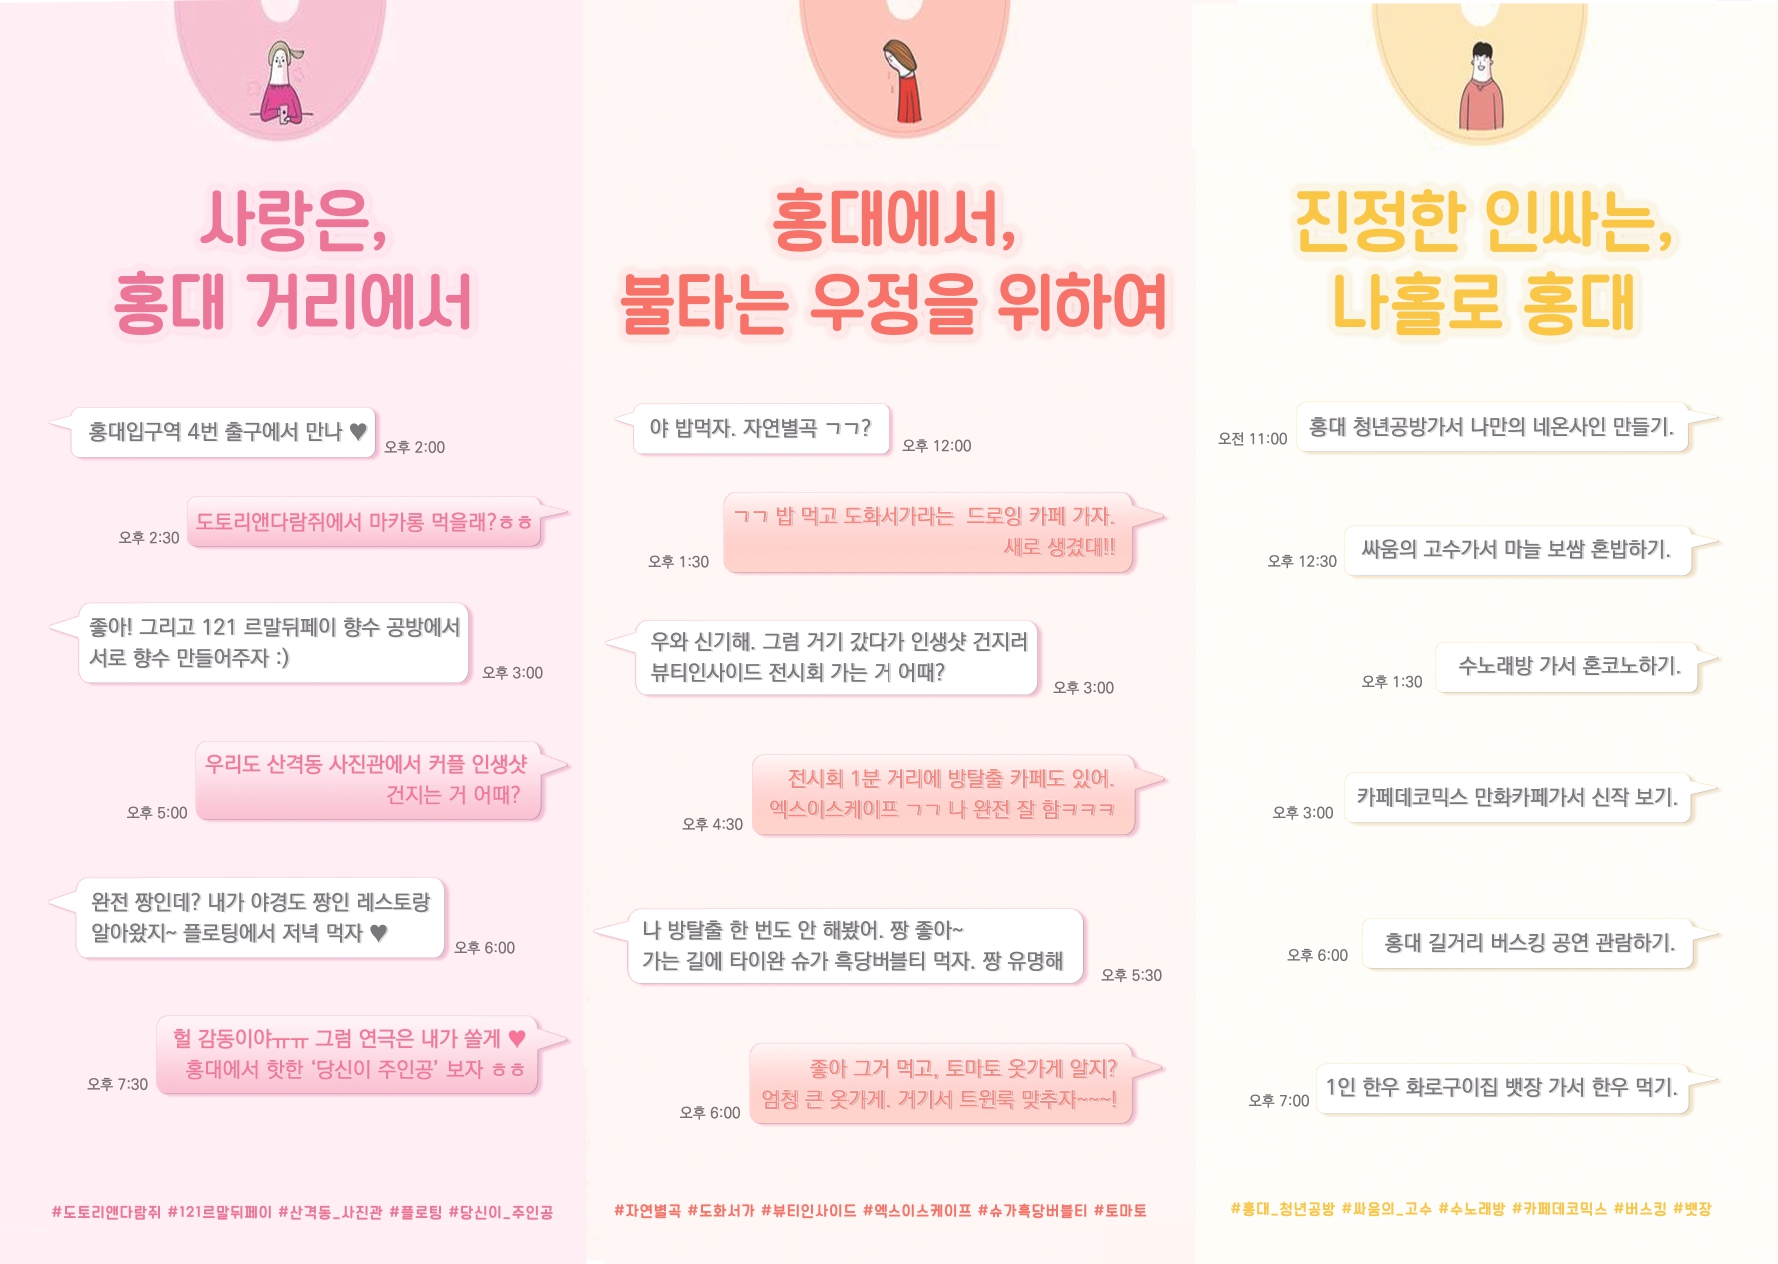 사랑은,
홍대 거리에서
홍대입구역 4번 출구에서 만나 ♥
오후 2:00
도토리앤다람쥐에서 마카롱 먹을래?ㅎㅎ
오후 2:30
좋아! 그리고 121 르말뒤페이 향수 공방에서
서로 향수 만들어주자 :)
오후 3:00
우리도 산격동 사진관에서 커플 인생샷
건지는 거 어때?
오후 5:00
완전 짱인데? 내가 야경도 짱인 레스토랑
알아왔지~ 플로팅에서 저녁 먹자 ♥
오후 6:00
헐 감동이야ㅠㅠ 그럼 연극은 내가 쏠게 ♥
홍대에서 핫한 ‘당신이 주인공’ 보자 ㅎㅎ
오후 7:30
#도토리앤다람쥐 #121르말뒤페이 #산격동_사진관 #플로팅 #당신이_주인공
홍대에서,
불타는 우정을 위하여
야 밥먹자. 자연별곡 ㄱㄱ?
오후 12:00
ㄱㄱ 밥 먹고 도화서가라는 드로잉 카페 가자.
새로 생겼대!!
오후 1:30
우와 신기해. 그럼 거기 갔다가 인생샷 건지러
뷰티인사이드 전시회 가는 거 어때?
오후 3:00
전시회 1분 거리에 방탈출 카페도 있어.
엑스이스케이프 ㄱㄱ 나 완전 잘 함ㅋㅋㅋ
오후 4:30
나 방탈출 한 번도 안 해봤어. 짱 좋아~
가는 길에 타이완 슈가 흑당버블티 먹자. 짱 유명해
오후 5:30
좋아 그거 먹고, 토마토 옷가게 알지?
엄청 큰 옷가게. 거기서 트윈룩 맞추자~~~!
오후 6:00
#자연별곡 #도화서가 #뷰티인사이드 #엑스이스케이프 #슈가흑당버블티 #토마토
진정한 인싸는,
나홀로 홍대
홍대 청년공방가서 나만의 네온사인 만들기.
오전 11:00
싸움의 고수가서 마늘 보쌈 혼밥하기.
오후 12:30
수노래방 가서 혼코노하기.
오후 1:30
카페데코믹스 만화카페가서 신작 보기.
오후 3:00
홍대 길거리 버스킹 공연 관람하기.
오후 6:00
1인 한우 화로구이집 뱃장 가서 한우 먹기.
오후 7:00
#홍대_청년공방 #싸움의_고수 #수노래방 #카페데코믹스 #버스킹 #뱃장